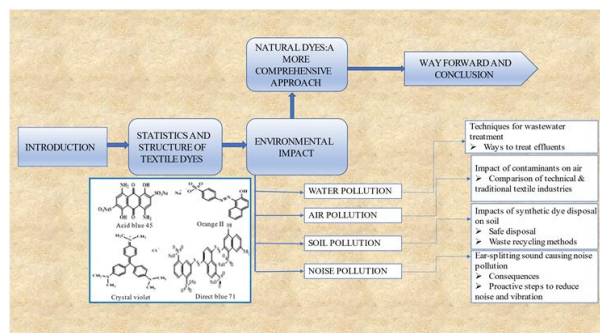 NATURAL DYES:A
MORE
COMPREHENSIVE
APPROACH
WAY FORWARD AND
CONCLUSION
INTRODUCTION
STATISTICS AND
STRUCTURE OF
TEXTILE DYES
ENVIRONMENTAL
IMPACT
Techniques for wastewater
treatment
➢ Ways to treat effluents
Impact of contaminants on air
➢ Comparison of technical &
traditional textile industries
Impacts of synthetic dye disposal
on soil
➢ Safe disposal
➢ Waste recycling methods
Ear-splitting sound causing noise
pollution
➢ Consequences
➢ Proactive steps to reduce
noise and vibration
WATER POLLUTION
AIR POLLUTION
SOIL POLLUTION
NOISE POLLUTION
Acid blue 45
Orange II
Crystal violet
Direct blue 71